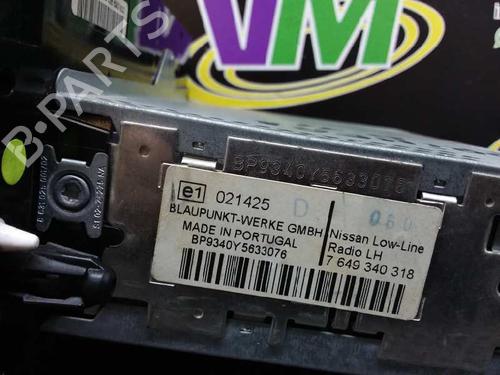 VM
B-PARTS
BP9340Y5633076
e1 021425
D
060
BLAUPUNKT-WERKE GMBH
MADE IN PORTUGAL
BP9340Y5633076
Nissan Low-Line
Radio LH
7 649 340 318